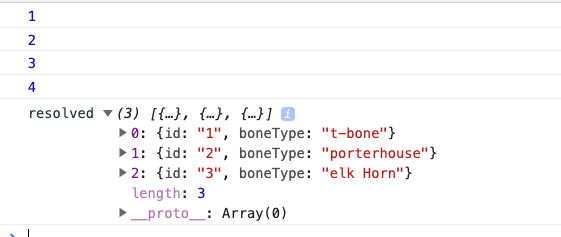 1
2
3
4
resolved ▼(3) [{…}, {…}, {…}] i
▶0: {id: "1", boneType: "t-bone"}
▶1: {id: "2", boneType: "porterhouse"}
▶2: {id: "3", boneType: "elk Horn"}
length: 3
▶__proto__: Array(0)